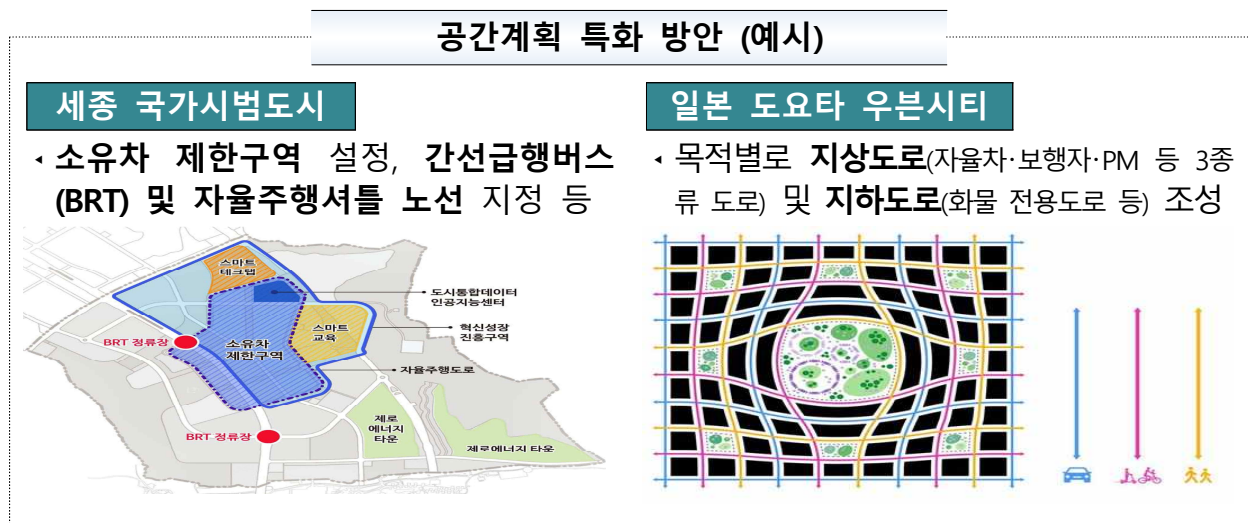 공간계획 특화 방안 (예시)
세종 국가시범도시
소유차 제한구역 설정, 간선급행버스
(BRT) 및 자율주행셔틀 노선 지정 등
스마트
테크랩
도시통합데이터
인공지능센터
스마트
교육
혁신성장
진흥구역
BRT 정류장
소유차
제한구역
자율주행도로
제로
에너지
타운
BRT 정류장
제로에너지 타운
일본 도요타 우븐시티
목적별로 지상도로(자율차·보행자·PM 등 3종
류 도로) 및 지하도로(화물 전용도로 등) 조성